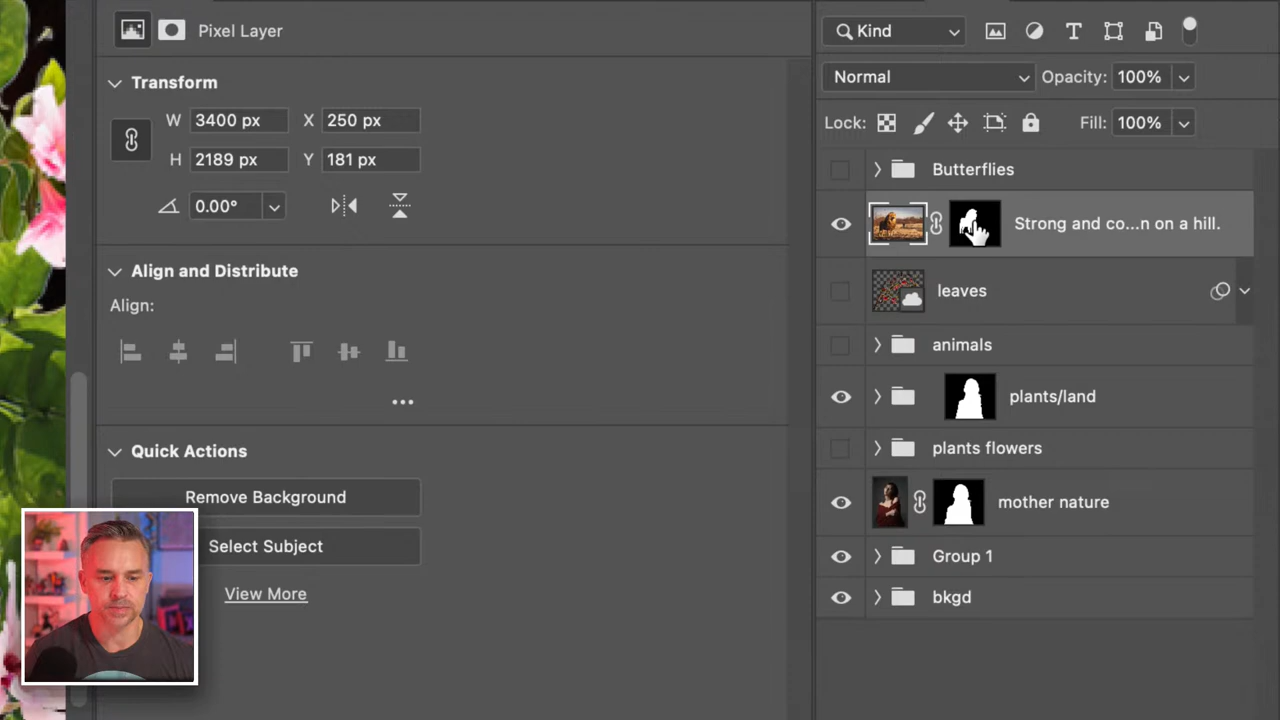 Pixel Layer
Transform
W 3400 px X 250 px
H 2189 px Y 181 px
0.00°
Align and Distribute
Align:
Quick Actions
Remove Background
Select Subject
View More
Kind
Normal Opacity: 100%
Lock: Fill: 100%
Butterflies
Strong and co...n on a hill.
leaves
animals
plants/land
plants flowers
mother nature
Group 1
bkgd